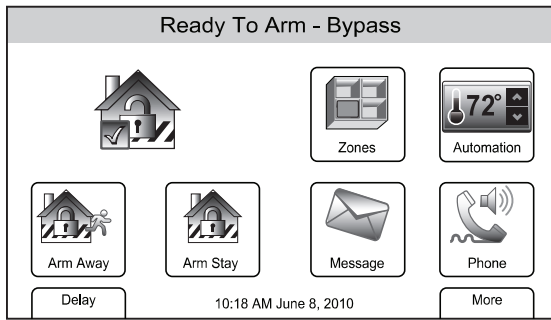 Ready To Arm - Bypass
72°
Zones
Automation
Arm Away
Arm Stay
Message
Phone
Delay
10:18 AM June 8, 2010
More